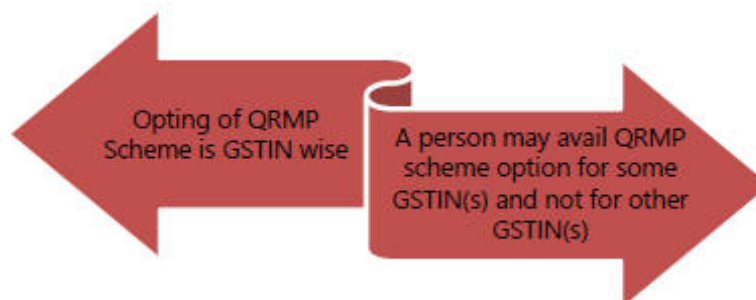 Opting of QRMP
Scheme is GSTIN wise
A person may avail QRMP
scheme option for some
GSTIN(s) and not for other
GSTIN(s)